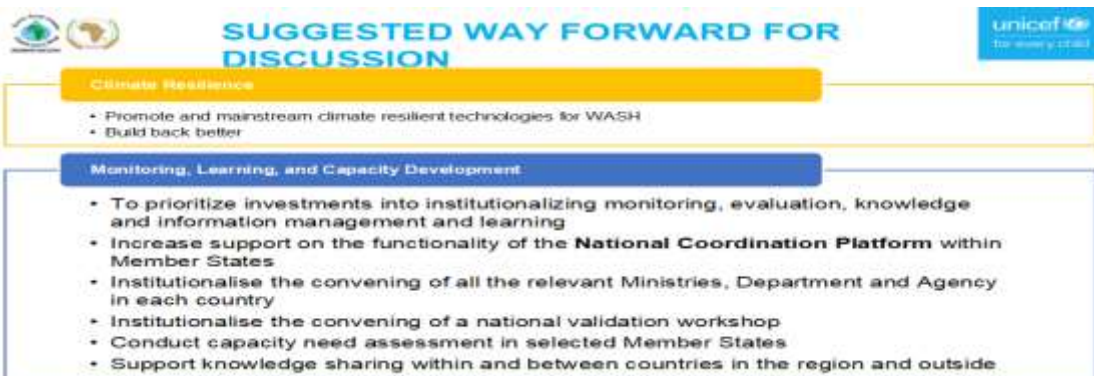 SUGGESTED WAY FORWARD FOR
DISCUSSION
unicef
for every child
Climate Resilience
• Promote and mainstream climate resilient technologies for WASH
• Build back better
Monitoring, Learning, and Capacity Development
• To prioritize investments into institutionalizing monitoring, evaluation, knowledge
and information management and learning
• Increase support on the functionality of the National Coordination Platform within
Member States
• Institutionalise the convening of all the relevant Ministries, Department and Agency
in each country
• Institutionalise the convening of a national validation workshop
• Conduct capacity need assessment in selected Member States
• Support knowledge sharing within and between countries in the region and outside